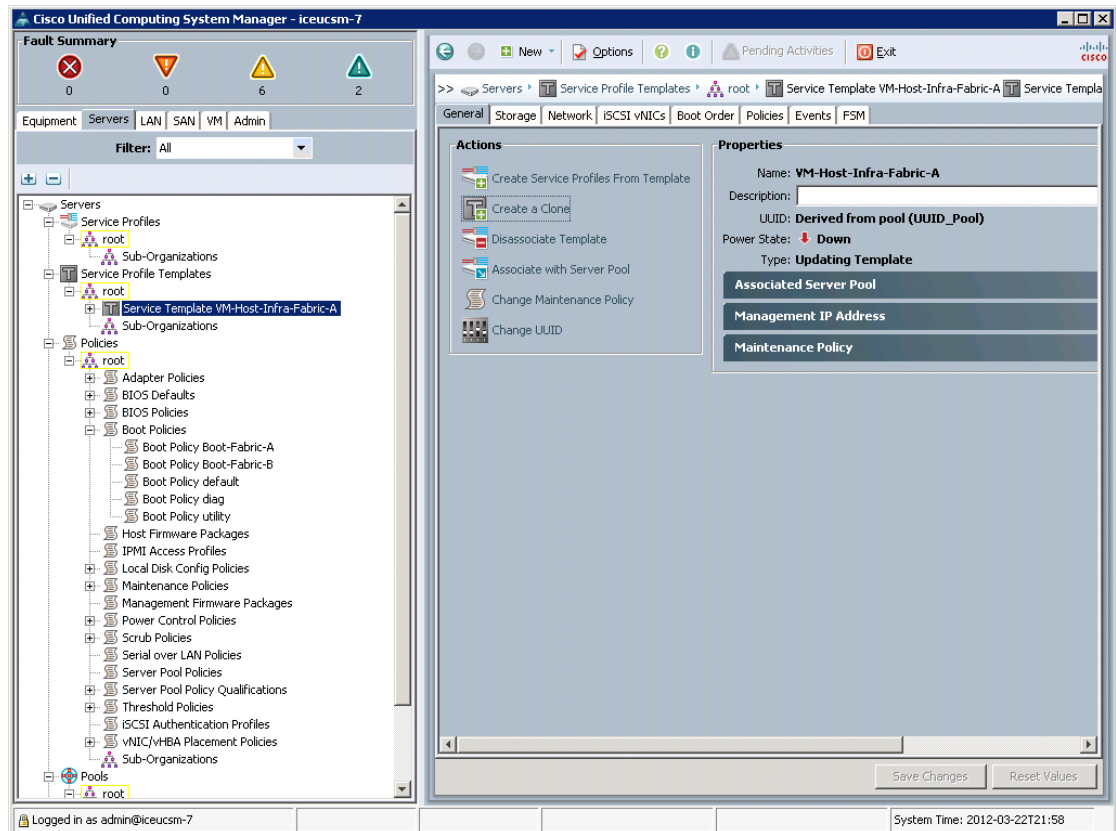 Cisco Unified Computing System Manager - iceucsm-7
Fault Summary
0 0 6 2
Equipment Servers LAN SAN VM Admin
Filter: All
Servers
Service Profiles
root
Sub-Organizations
Service Profile Templates
root
Service Template VM-Host-Infra-Fabric-A
Sub-Organizations
Policies
root
Adapter Policies
BIOS Defaults
BIOS Policies
Boot Policies
Boot Policy Boot-Fabric-A
Boot Policy Boot-Fabric-B
Boot Policy default
Boot Policy diag
Boot Policy utility
Host Firmware Packages
IPMI Access Profiles
Local Disk Config Policies
Maintenance Policies
Management Firmware Packages
Power Control Policies
Scrub Policies
Serial over LAN Policies
Server Pool Policies
Server Pool Policy Qualifications
Threshold Policies
iSCSI Authentication Profiles
vNIC/vHBA Placement Policies
Sub-Organizations
Pools
root
New Options Pending Activities Exit
CISCO
>> Servers Service Profile Templates root Service Template VM-Host-Infra-Fabric-A Service Templa
General Storage Network iSCSI vNICs Boot Order Policies Events FSM
Actions
Create Service Profiles From Template
Create a Clone
Disassociate Template
Associate with Server Pool
Change Maintenance Policy
Change UUID
Properties
Name: VM-Host-Infra-Fabric-A
Description:
UUID: Derived from pool (UUID_Pool)
Power State: Down
Type: Updating Template
Associated Server Pool
Management IP Address
Maintenance Policy
Save Changes Reset Values
Logged in as admin@iceucsm-7
System Time: 2012-03-22T21:58